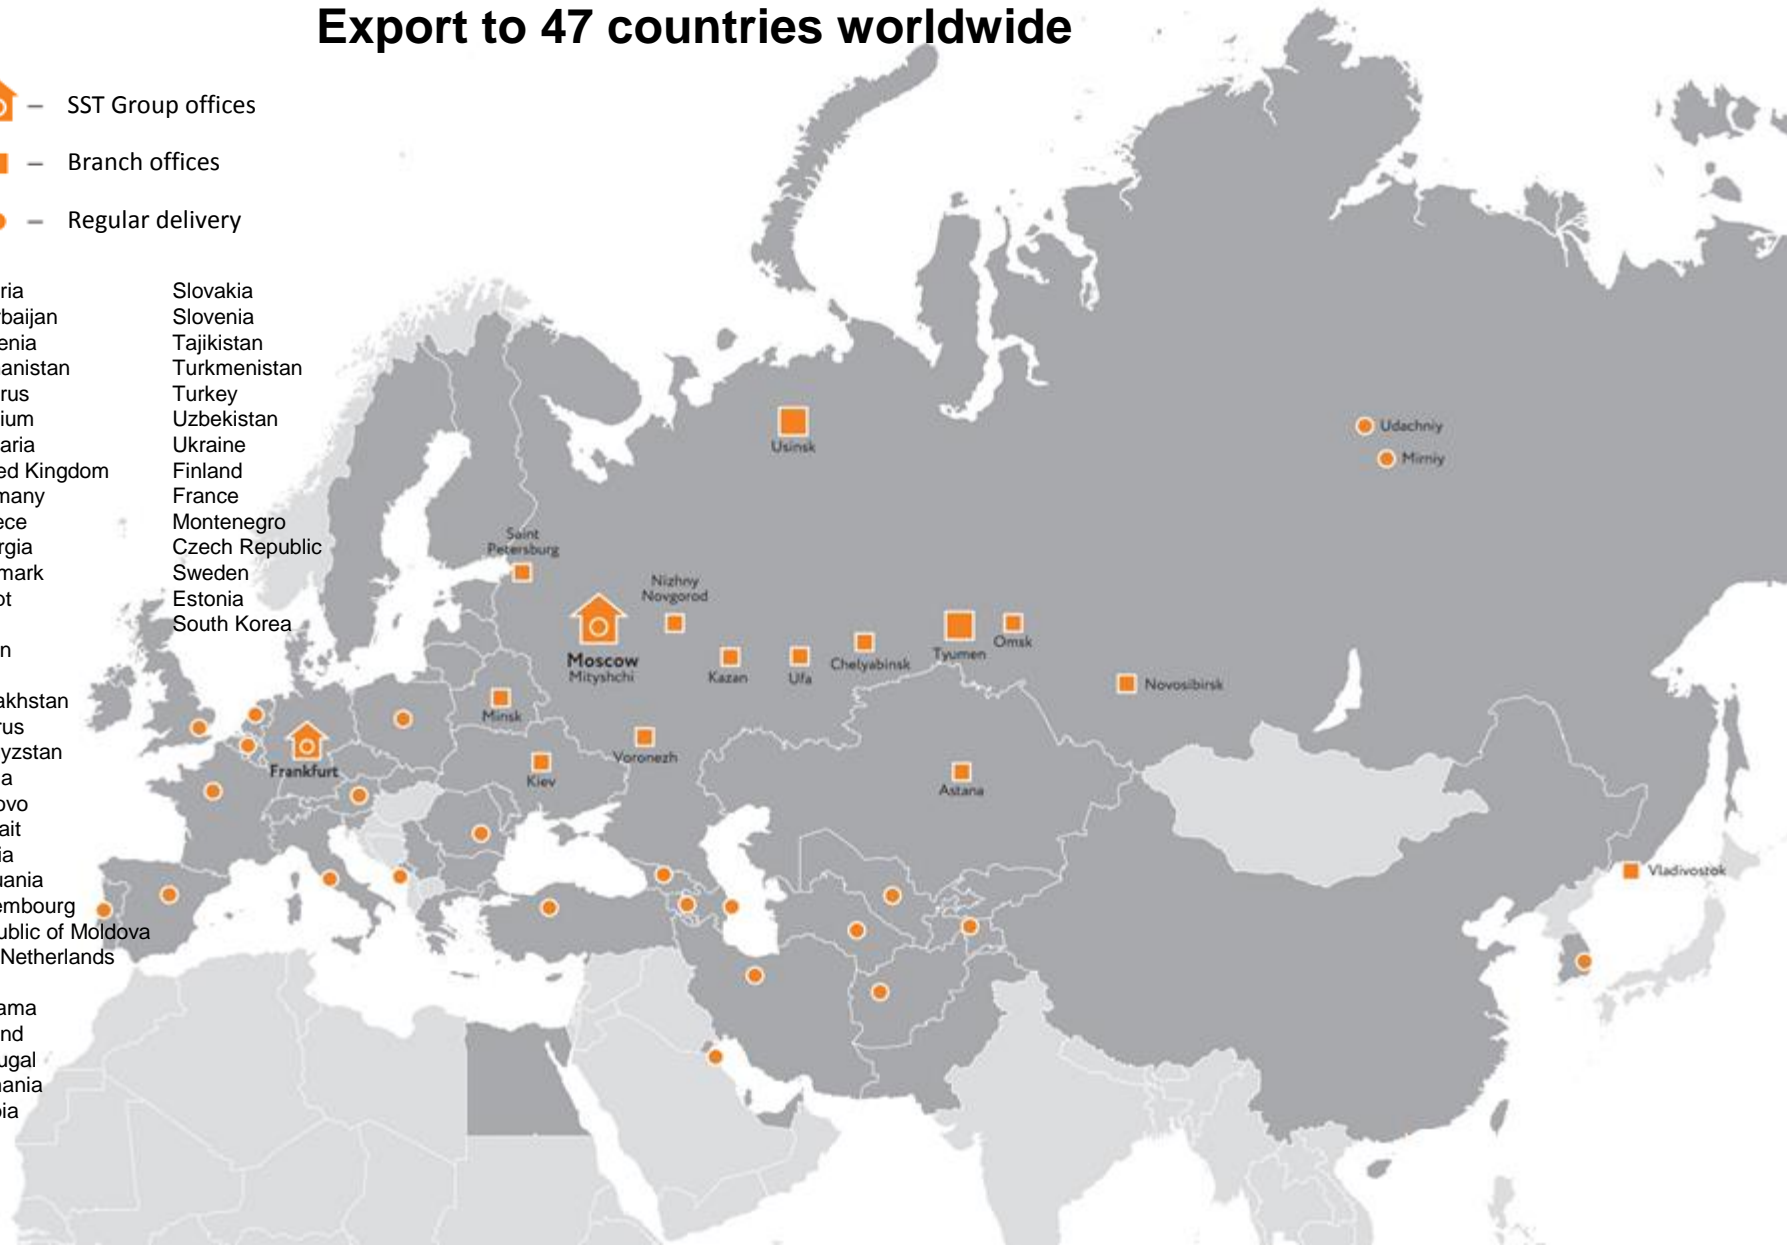 Export to 47 countries worldwide
– SST Group offices
– Branch offices
– Regular delivery
ria
baijan
enia
anistan
rus
ium
aria
ed Kingdom
many
ece
rgia
mark
ot
n
akhstan
rus
yzstan
a
ovo
ait
ia
uania
embourg
ublic of Moldova
Netherlands
ama
nd
ugal
ania
bia
Slovakia
Slovenia
Tajikistan
Turkmenistan
Turkey
Uzbekistan
Ukraine
Finland
France
Montenegro
Czech Republic
Sweden
Estonia
South Korea
Usinsk
Udachniy
Mirniy
Saint
Petersburg
Nizhny
Novgorod
Moscow
Mityshchi
Kazan
Ufa
Chelyabinsk
Tyumen
Omsk
Novosibirsk
Minsk
Voronezh
Kiev
Frankfurt
Astana
Vladivostok